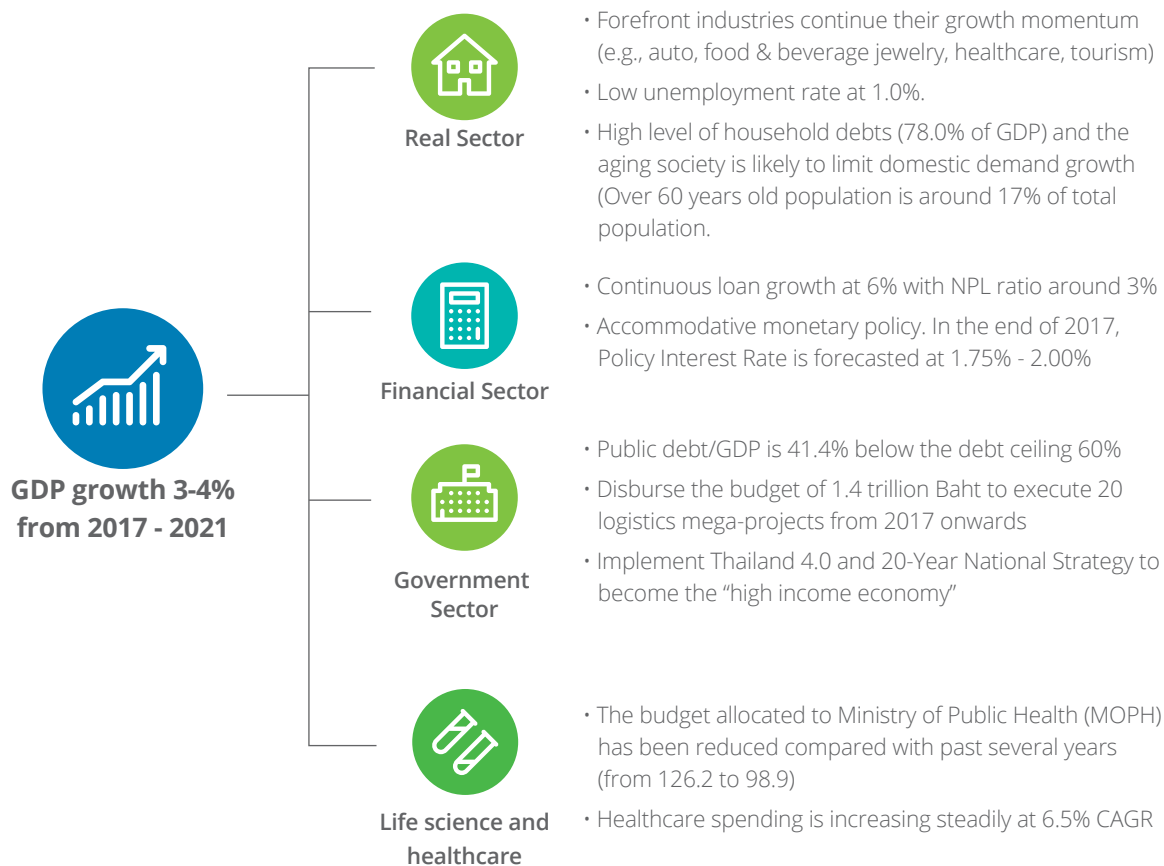 • Forefront industries continue their growth momentum
(e.g., auto, food & beverage jewelry, healthcare, tourism)
• Low unemployment rate at 1.0%.
• High level of household debts (78.0% of GDP) and the
aging society is likely to limit domestic demand growth
(Over 60 years old population is around 17% of total
population.
Real Sector
• Continuous loan growth at 6% with NPL ratio around 3%
• Accommodative monetary policy. In the end of 2017,
Policy Interest Rate is forecasted at 1.75% - 2.00%
Financial Sector
GDP growth 3-4%
from 2017 - 2021
• Public debt/GDP is 41.4% below the debt ceiling 60%
• Disburse the budget of 1.4 trillion Baht to execute 20
logistics mega-projects from 2017 onwards
• Implement Thailand 4.0 and 20-Year National Strategy to
become the “high income economy”
Government
Sector
• The budget allocated to Ministry of Public Health (MOPH)
has been reduced compared with past several years
(from 126.2 to 98.9)
• Healthcare spending is increasing steadily at 6.5% CAGR
Life science and
healthcare